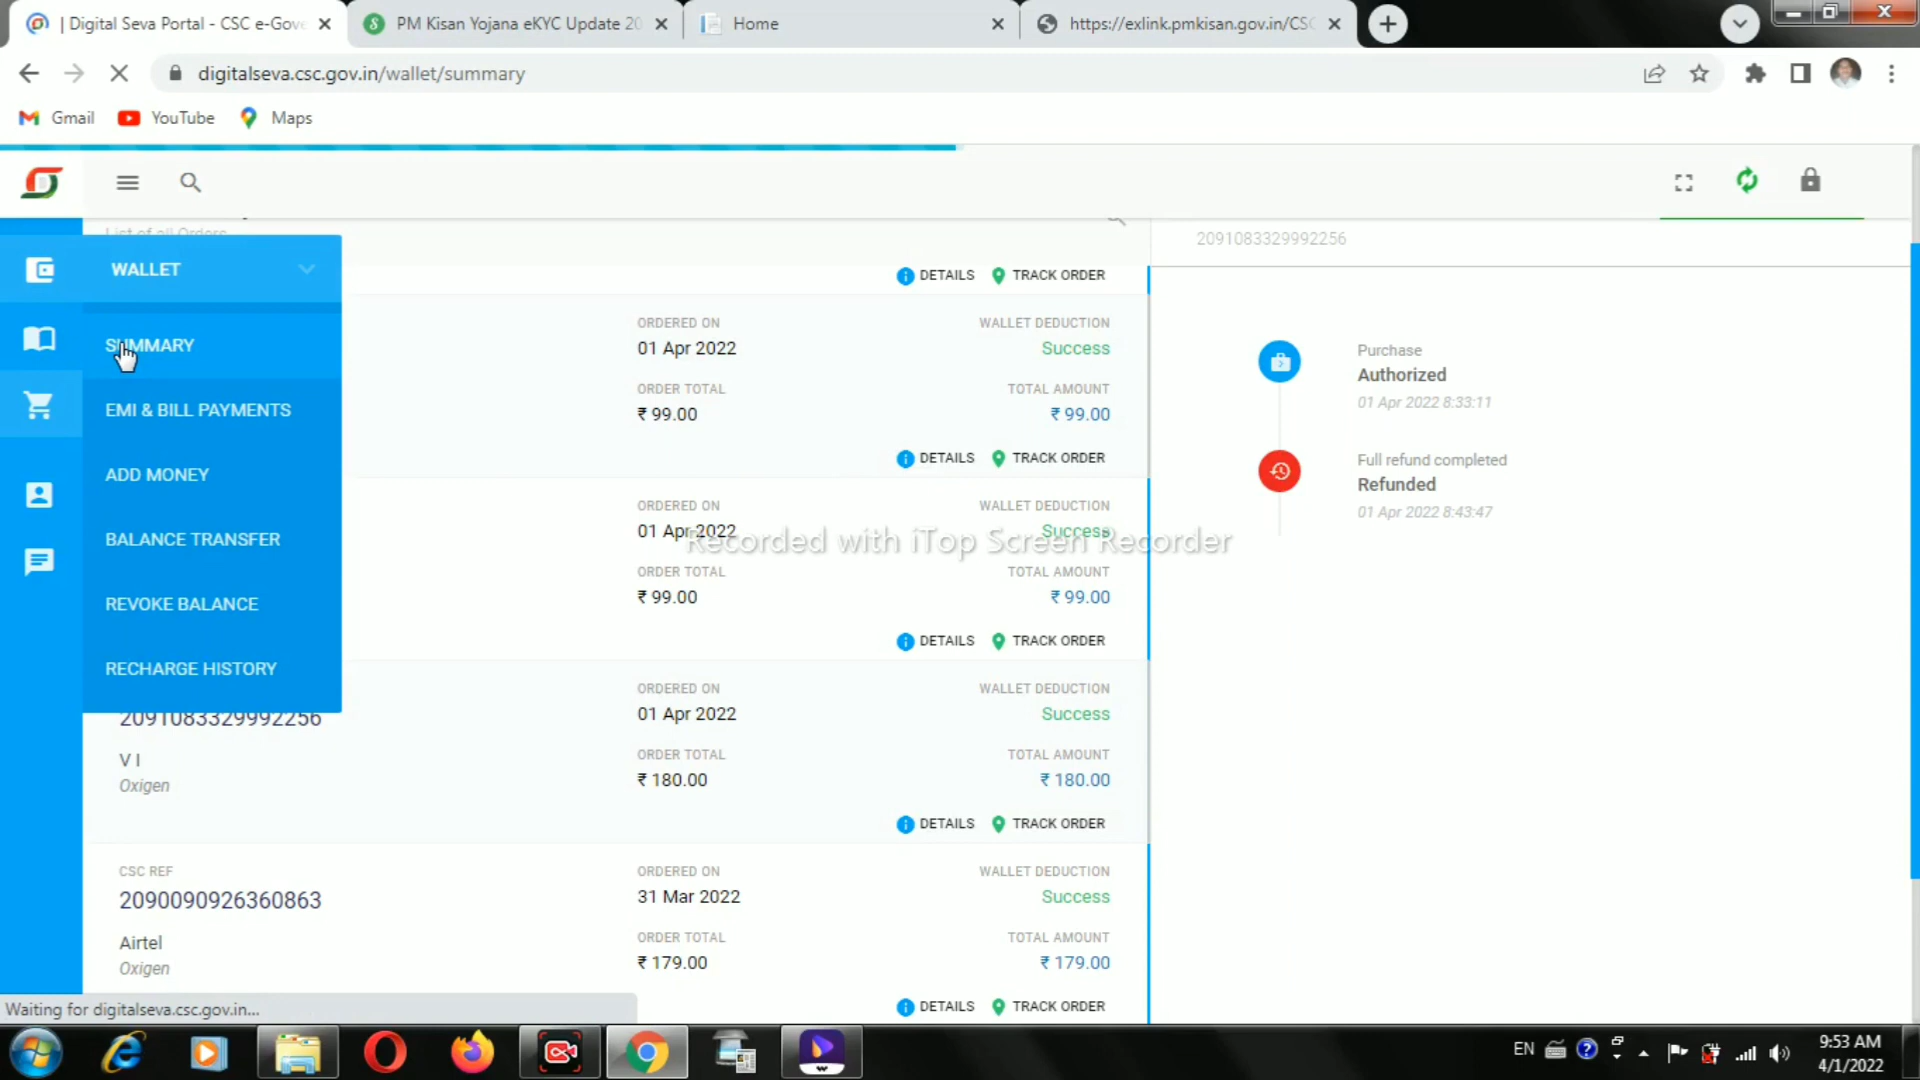 | Digital Seva Portal - CSC e-Gove
PM Kisan Yojana eKYC Update 20
Home
https://exlink.pmkisan.gov.in/CSC
digitalseva.csc.gov.in/wallet/summary
Gmail
YouTube
Maps
List of all Orders
2091083329992256
WALLET
SUMMARY
EMI & BILL PAYMENTS
ADD MONEY
BALANCE TRANSFER
REVOKE BALANCE
RECHARGE HISTORY
DETAILS TRACK ORDER
ORDERED ON WALLET DEDUCTION
01 Apr 2022 Success
ORDER TOTAL TOTAL AMOUNT
₹ 99.00 ₹ 99.00
DETAILS TRACK ORDER
ORDERED ON WALLET DEDUCTION
01 Apr 2022 Success
ORDER TOTAL TOTAL AMOUNT
₹ 99.00 ₹ 99.00
DETAILS TRACK ORDER
ORDERED ON WALLET DEDUCTION
2091083329992256 01 Apr 2022 Success
V I ORDER TOTAL TOTAL AMOUNT
Oxigen ₹ 180.00 ₹ 180.00
DETAILS TRACK ORDER
CSC REF ORDERED ON WALLET DEDUCTION
2090090926360863 31 Mar 2022 Success
Airtel ORDER TOTAL TOTAL AMOUNT
Oxigen ₹ 179.00 ₹ 179.00
DETAILS TRACK ORDER
Purchase
Authorized
01 Apr 2022 8:33:11
Full refund completed
Refunded
01 Apr 2022 8:43:47
Recorded with iTop Screen Recorder
Waiting for digitalseva.csc.gov.in...
EN
9:53 AM
4/1/2022